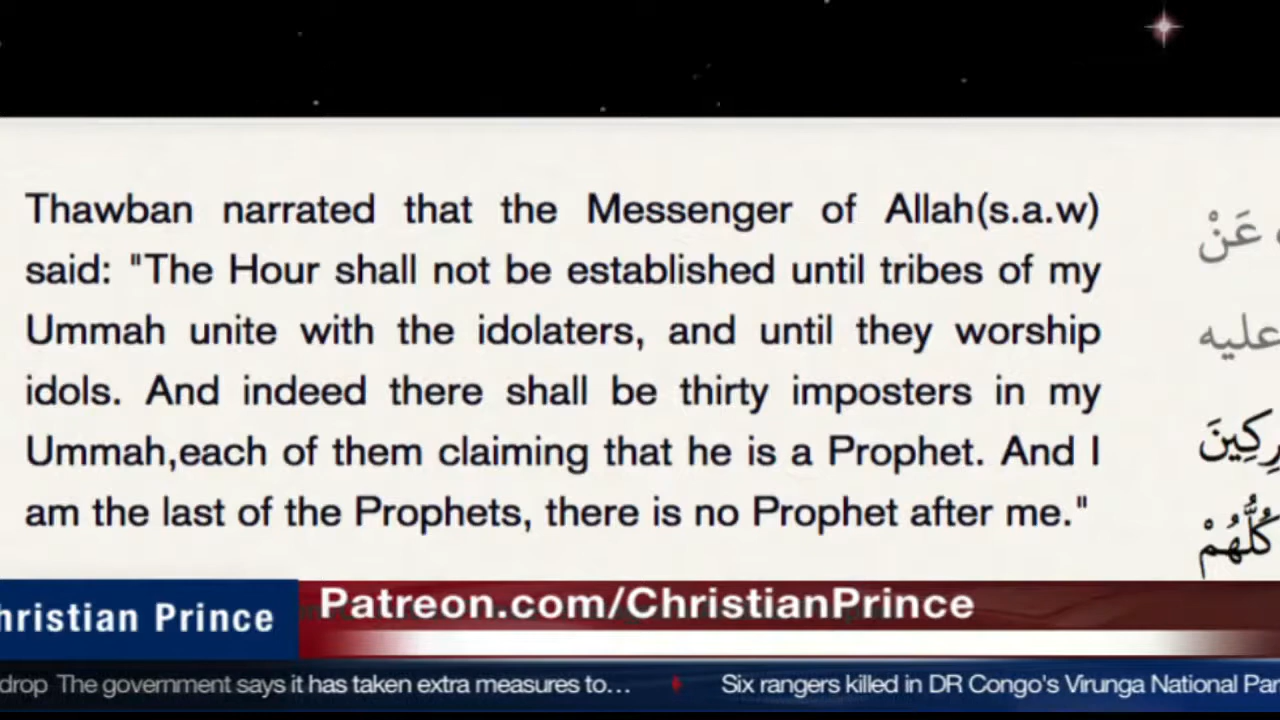 Thawban narrated that the Messenger of Allah(s.a.w)
said: "The Hour shall not be established until tribes of my
Ummah unite with the idolaters, and until they worship
idols. And indeed there shall be thirty imposters in my
Ummah,each of them claiming that he is a Prophet. And I
am the last of the Prophets, there is no Prophet after me."
عَنْ
عليه
كُلُّهُمْ
hristian Prince
Patreon.com/ChristianPrince
drop The government says it has taken extra measures to…
Six rangers killed in DR Congo's Virunga National Par